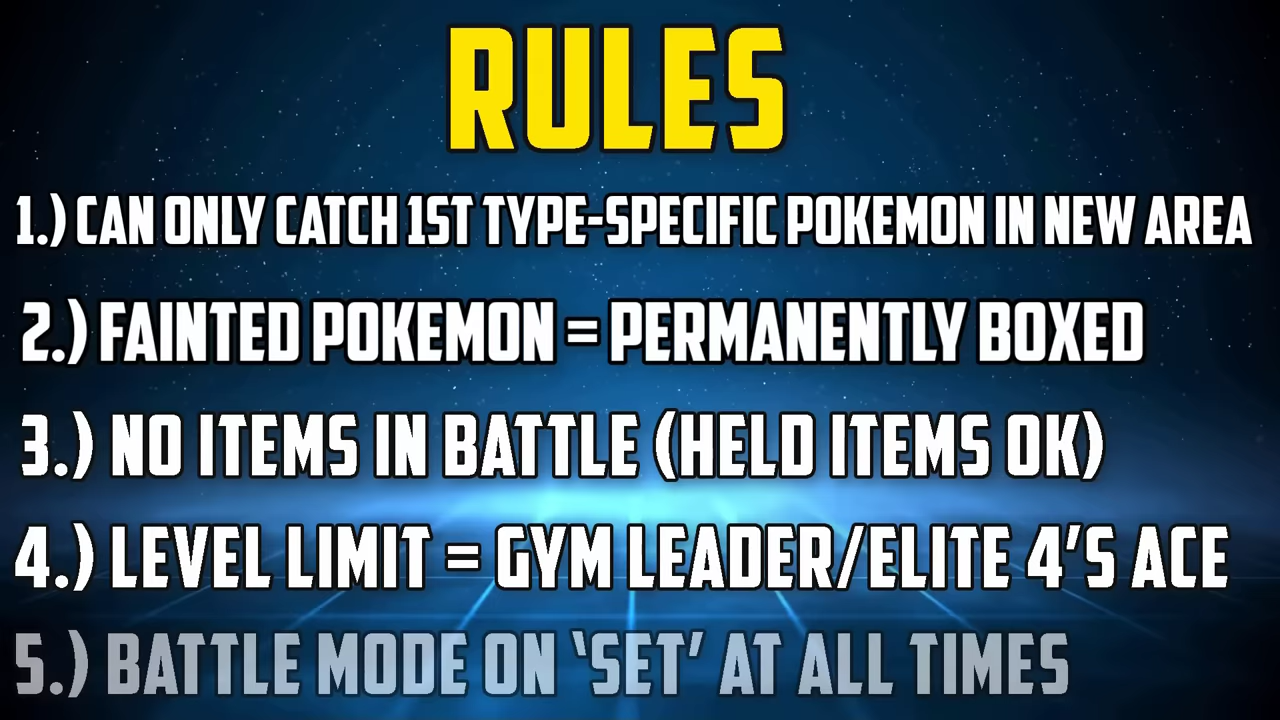 RULES
1.) CAN ONLY CATCH 1ST TYPE-SPECIFIC POKEMON IN NEW AREA
2.) FAINTED POKEMON = PERMANENTLY BOXED
3.) NO ITEMS IN BATTLE (HELD ITEMS OK)
4.) LEVEL LIMIT = GYM LEADER/ELITE 4'S ACE
5.) BATTLE MODE ON 'SET' AT ALL TIMES